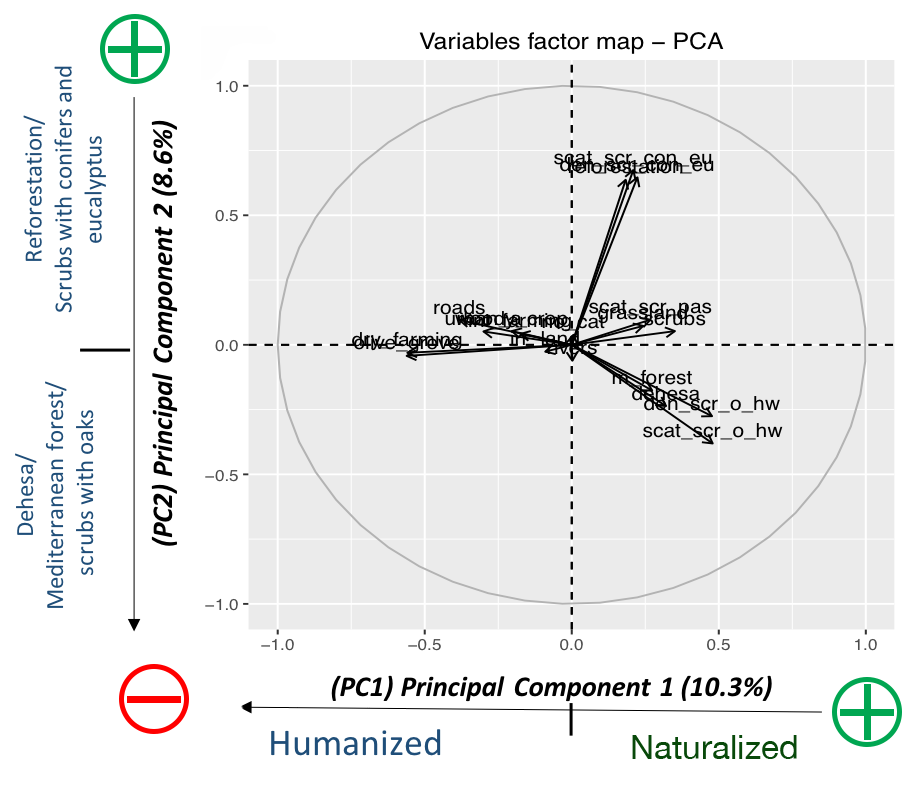 Variables factor map – PCA
Reforestation/
Scrubs with conifers and
eucalyptus
Dehesa/
Mediterranean forest/
scrubs with oaks
(PC2) Principal Component 2 (8.6%)
1.0
0.5
0.0
−0.5
−1.0
scat_scr_con_eu
den_scr_con_eu
reforestation
roads
scat_scr_pas
grassland
scrubs
dry_farming
olive_grove
m_forest
dehesa
den_scr_o_hw
scat_scr_o_hw
−1.0
−0.5
0.0
0.5
1.0
(PC1) Principal Component 1 (10.3%)
Humanized
Naturalized